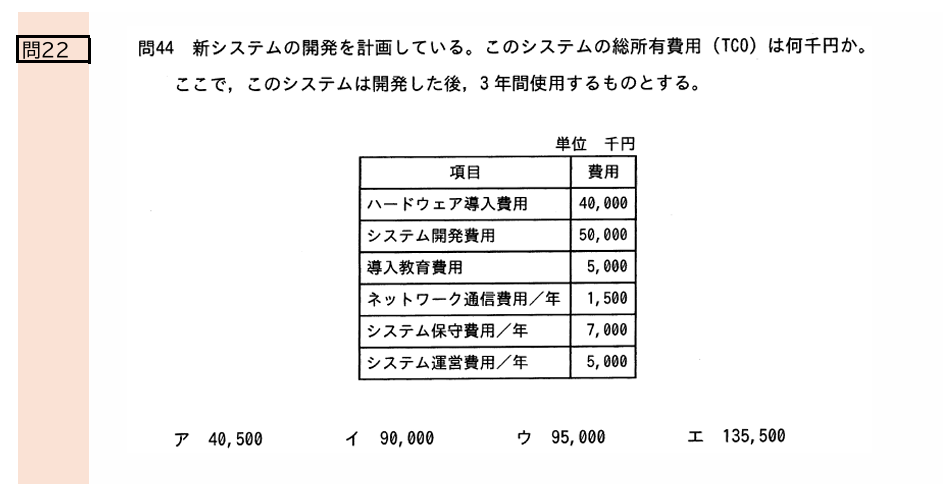 問22
問44 新システムの開発を計画している。このシステムの総所有費用（TCO）は何千円か。
ここで，このシステムは開発した後，3年間使用するものとする。
単位 千円
項目 費用
ハードウェア導入費用 40,000
システム開発費用 50,000
導入教育費用 5,000
ネットワーク通信費用／年 1,500
システム保守費用／年 7,000
システム運営費用／年 5,000
ア 40,500 イ 90,000 ウ 95,000 エ 135,500